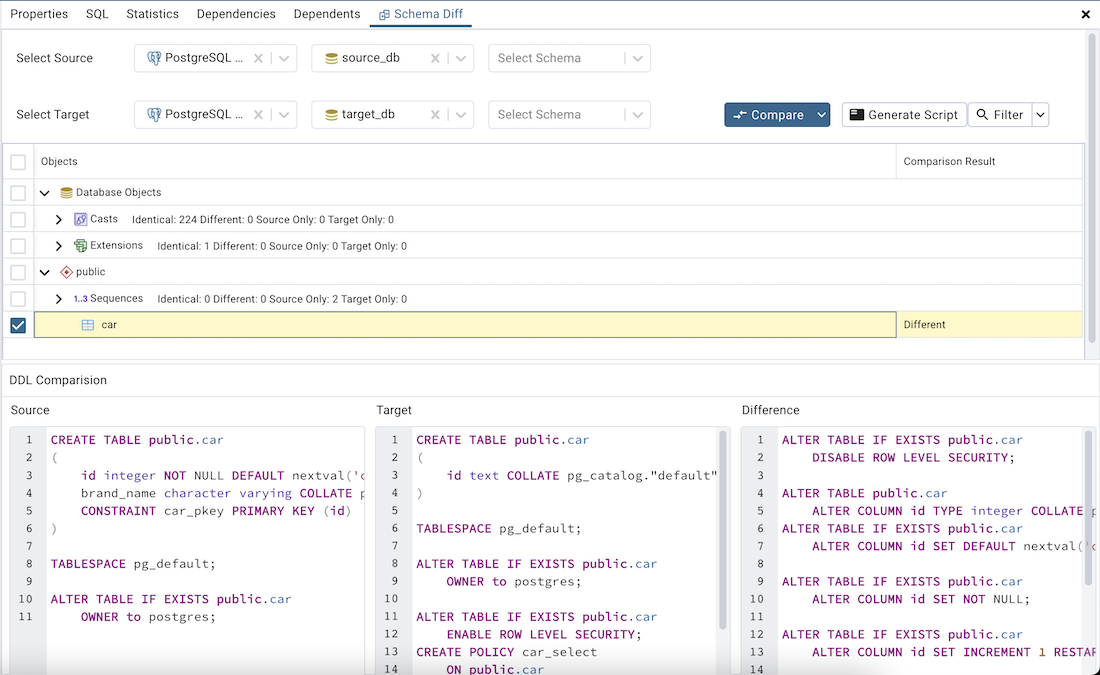 Properties SQL Statistics Dependencies Dependents Schema Diff
Select Source PostgreSQL ... source_db Select Schema
Select Target PostgreSQL ... target_db Select Schema Compare Generate Script Filter
Objects Comparison Result
Database Objects
Casts Identical: 224 Different: 0 Source Only: 0 Target Only: 0
Extensions Identical: 1 Different: 0 Source Only: 0 Target Only: 0
public
1..3 Sequences Identical: 0 Different: 0 Source Only: 2 Target Only: 0
car Different
DDL Comparision
Source
1 CREATE TABLE public.car
2 (
3 id integer NOT NULL DEFAULT nextval('
4 brand_name character varying COLLATE
5 CONSTRAINT car_pkey PRIMARY KEY (id)
6 )
7
8 TABLESPACE pg_default;
9
10 ALTER TABLE IF EXISTS public.car
11 OWNER to postgres;
Target
1 CREATE TABLE public.car
2 (
3 id text COLLATE pg_catalog."default"
4 )
5
6 TABLESPACE pg_default;
7
8 ALTER TABLE IF EXISTS public.car
9 OWNER to postgres;
10
11 ALTER TABLE IF EXISTS public.car
12 ENABLE ROW LEVEL SECURITY;
13 CREATE POLICY car_select
14 ON public.car
Difference
1 ALTER TABLE IF EXISTS public.car
2 DISABLE ROW LEVEL SECURITY;
3
4 ALTER TABLE public.car
5 ALTER COLUMN id TYPE integer COLLATE
6 ALTER TABLE IF EXISTS public.car
7 ALTER COLUMN id SET DEFAULT nextval('
8
9 ALTER TABLE IF EXISTS public.car
10 ALTER COLUMN id SET NOT NULL;
11
12 ALTER TABLE IF EXISTS public.car
13 ALTER COLUMN id SET INCREMENT 1 RESTAR
14